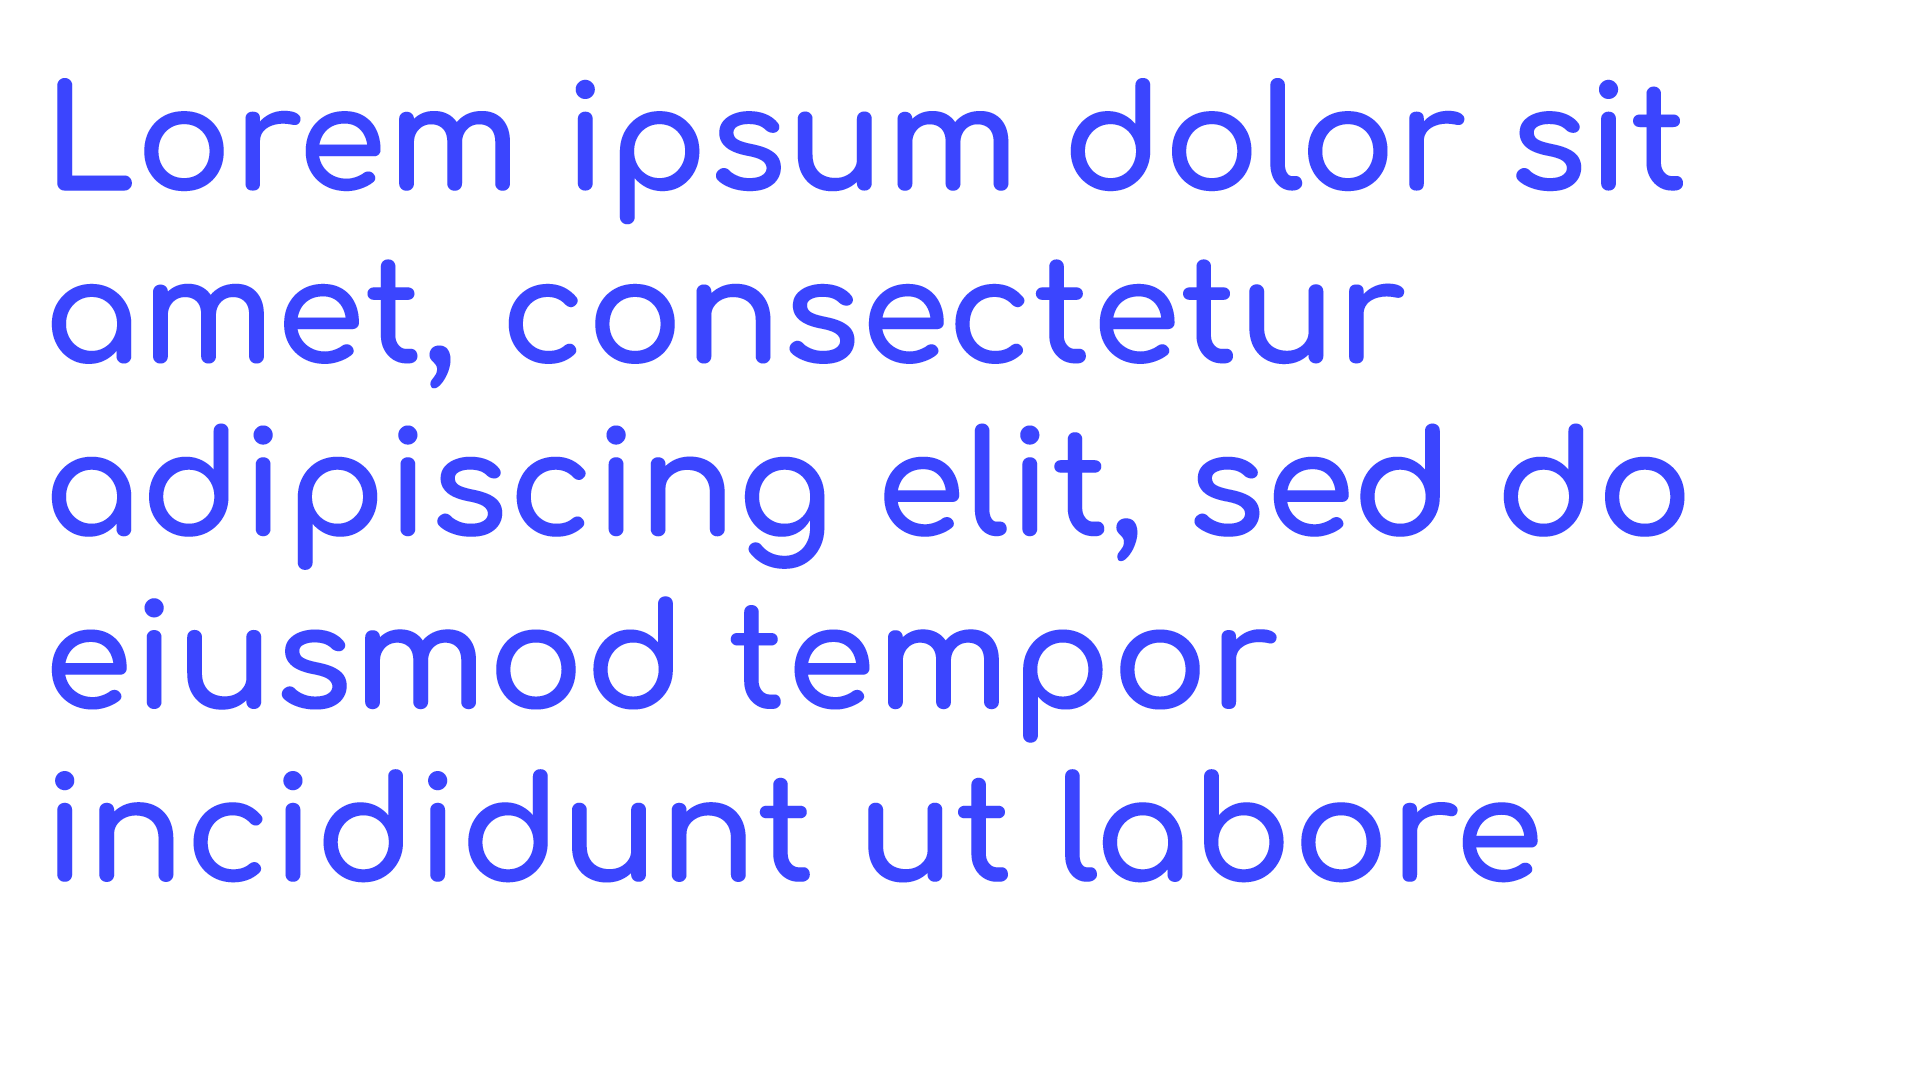 Lorem ipsum dolor sit
amet, consectetur
adipiscing elit, sed do
eiusmod tempor
incididunt ut labore